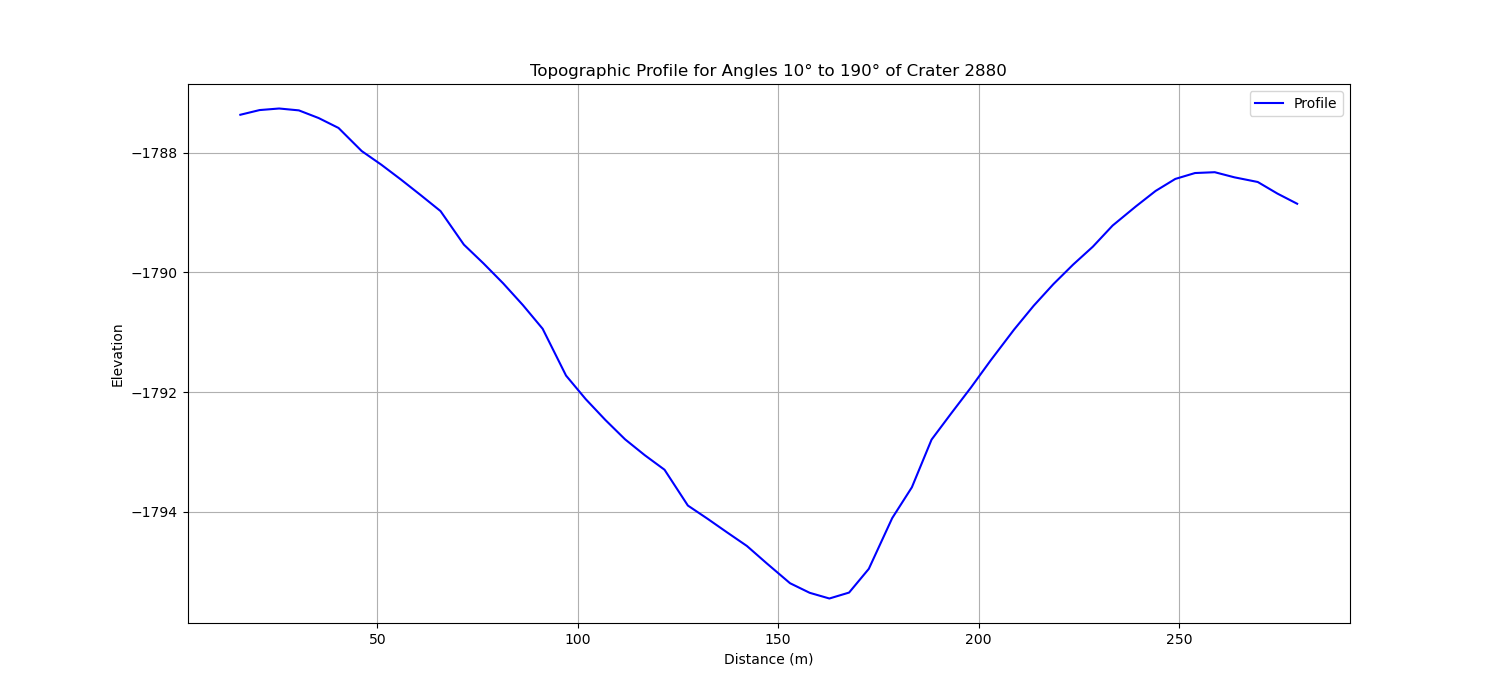 Topographic Profile for Angles 10° to 190° of Crater 2880
Profile
−1788
−1790
−1792
−1794
Elevation
50 100 150 200 250
Distance (m)